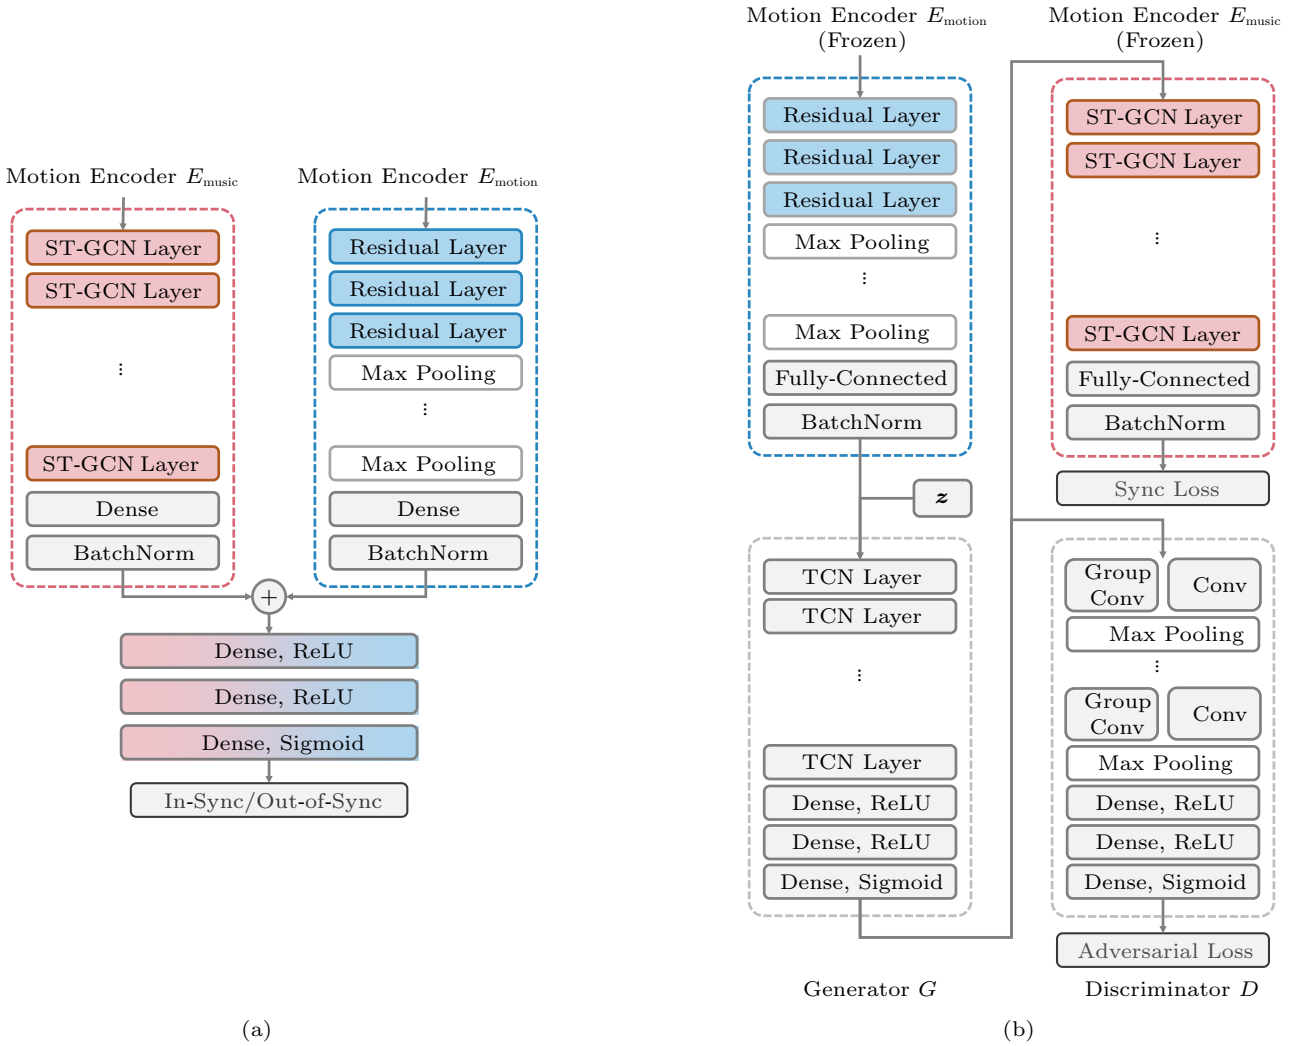 Motion Encoder E_music
ST-GCN Layer
ST-GCN Layer
⋮
ST-GCN Layer
Dense
BatchNorm
Motion Encoder E_motion
Residual Layer
Residual Layer
Residual Layer
Max Pooling
⋮
Max Pooling
Dense
BatchNorm
+
Dense, ReLU
Dense, ReLU
Dense, Sigmoid
In-Sync/Out-of-Sync
(a)
Motion Encoder E_motion
(Frozen)
Residual Layer
Residual Layer
Residual Layer
Max Pooling
⋮
Max Pooling
Fully-Connected
BatchNorm
z
TCN Layer
TCN Layer
⋮
TCN Layer
Dense, ReLU
Dense, ReLU
Dense, Sigmoid
Generator G
Motion Encoder E_music
(Frozen)
ST-GCN Layer
ST-GCN Layer
⋮
ST-GCN Layer
Fully-Connected
BatchNorm
Sync Loss
Group
Conv
Conv
Max Pooling
⋮
Group
Conv
Conv
Max Pooling
Dense, ReLU
Dense, ReLU
Dense, Sigmoid
Adversarial Loss
Discriminator D
(b)